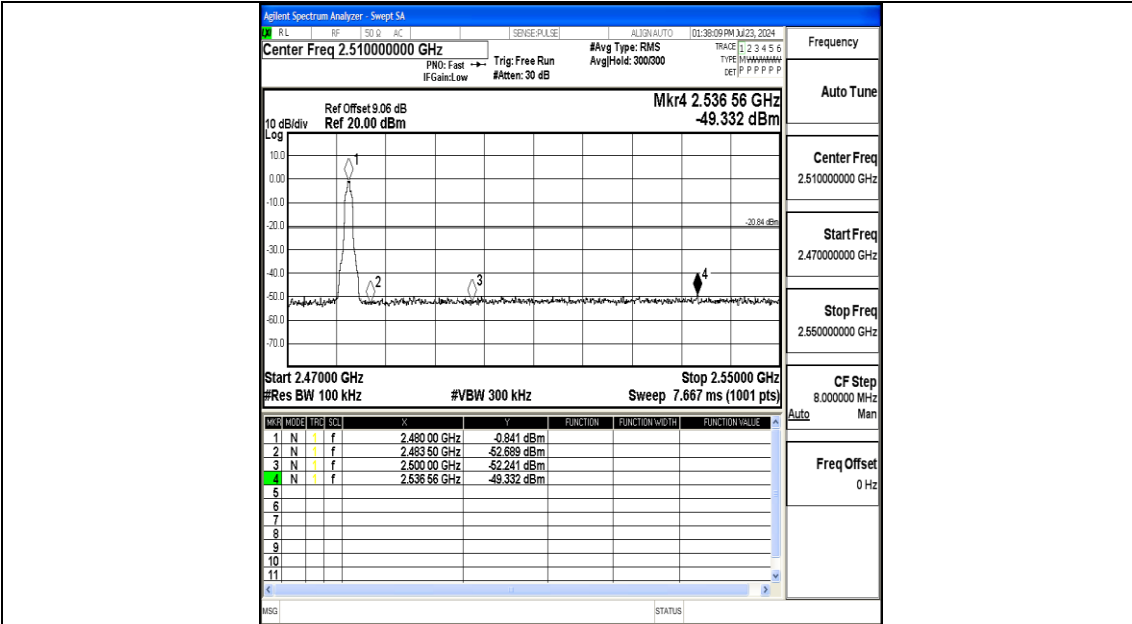 Agilent Spectrum Analyzer - Swept SA
RL RF 50 Ω AC SENSE:PULSE ALIGN AUTO 01:38:09 PM Jul 23, 2024
Center Freq 2.510000000 GHz
PNO: Fast
IFGain:Low
Trig: Free Run
#Atten: 30 dB
#Avg Type: RMS
Avg|Hold: 300/300
TRACE 1 2 3 4 5 6
TYPE M WWWWW
DET P P P P P P
Mkr4 2.536 56 GHz
-49.332 dBm
Ref Offset 9.06 dB
10 dB/div Ref 20.00 dBm
Log
10.0
0.00
-10.0
-20.0
-30.0
-40.0
-50.0
-60.0
-70.0
1
2
3
4
-20.84 dBm
Start 2.47000 GHz Stop 2.55000 GHz
#Res BW 100 kHz #VBW 300 kHz Sweep 7.667 ms (1001 pts)
MKR MODE TRC SCL X Y FUNCTION FUNCTION WIDTH FUNCTION VALUE
1 N 1 f 2.480 00 GHz -0.841 dBm
2 N 1 f 2.483 50 GHz -52.689 dBm
3 N 1 f 2.500 00 GHz -52.241 dBm
4 N 1 f 2.536 56 GHz -49.332 dBm
5
6
7
8
9
10
11
MSG STATUS
Frequency
Auto Tune
Center Freq
2.510000000 GHz
Start Freq
2.470000000 GHz
Stop Freq
2.550000000 GHz
CF Step
8.000000 MHz
Auto Man
Freq Offset
0 Hz